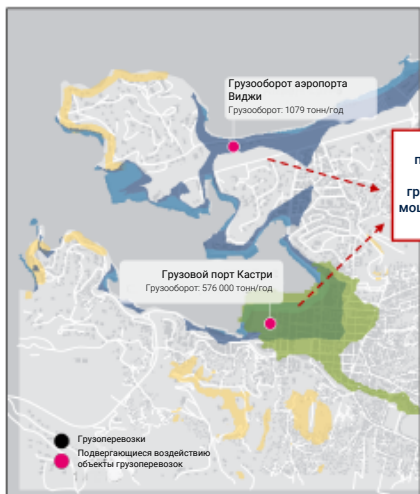 Грузооборот аэропорта
Виджи
Грузооборот: 1079 тонн/год
Грузовой порт Кастри
Грузооборот: 576 000 тонн/год
Грузоперевозки
Подвергающиеся воздействию
объекты грузоперевозок